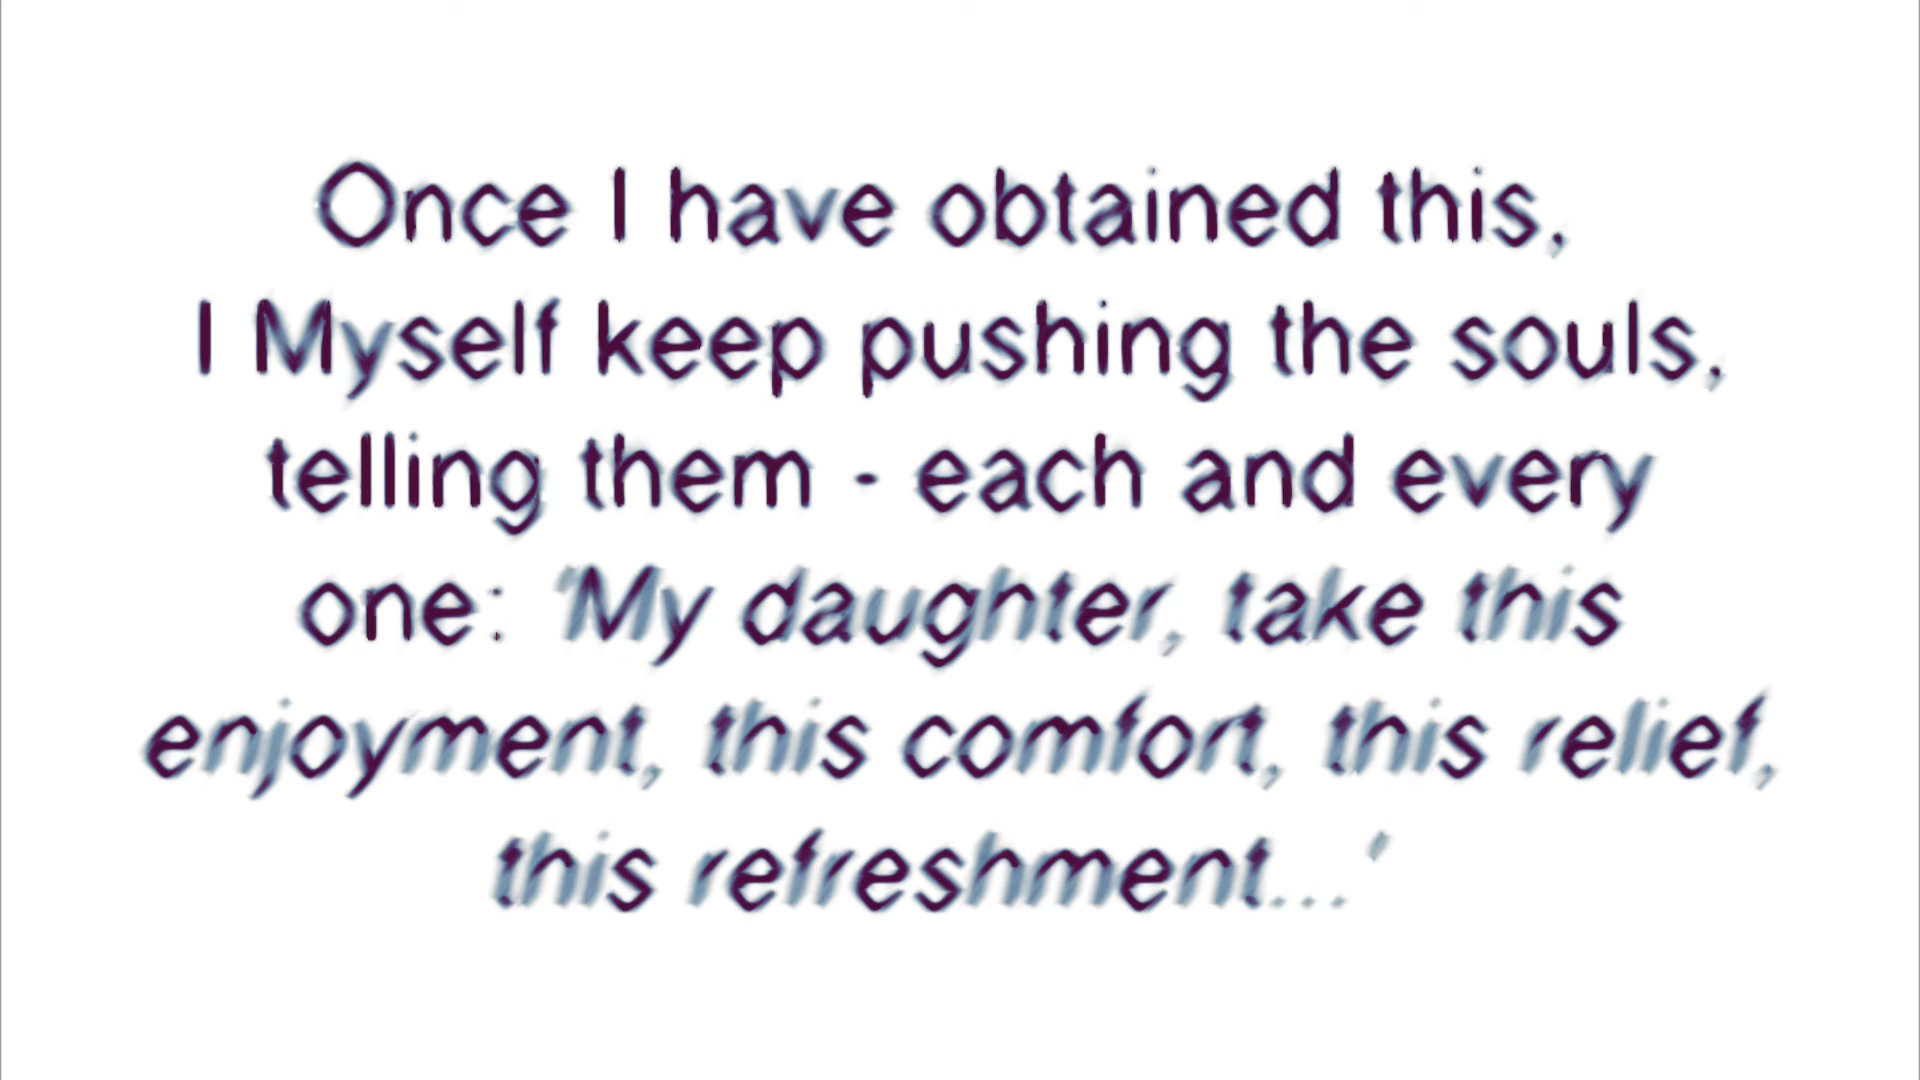 Once I have obtained this,
I Myself keep pushing the souls,
telling them - each and every
one: 'My daughter, take this
enjoyment, this comfort, this relief,
this refreshment...'